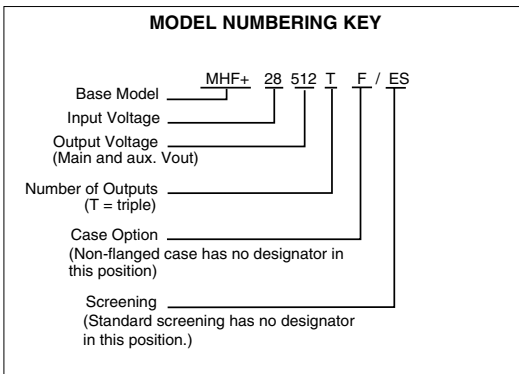 MODEL NUMBERING KEY
MHF+ 28 512 T F / ES
Base Model
Input Voltage
Output Voltage
(Main and aux. Vout)
Number of Outputs
(T = triple)
Case Option
(Non-flanged case has no designator in
this position)
Screening
(Standard screening has no designator
in this position.)